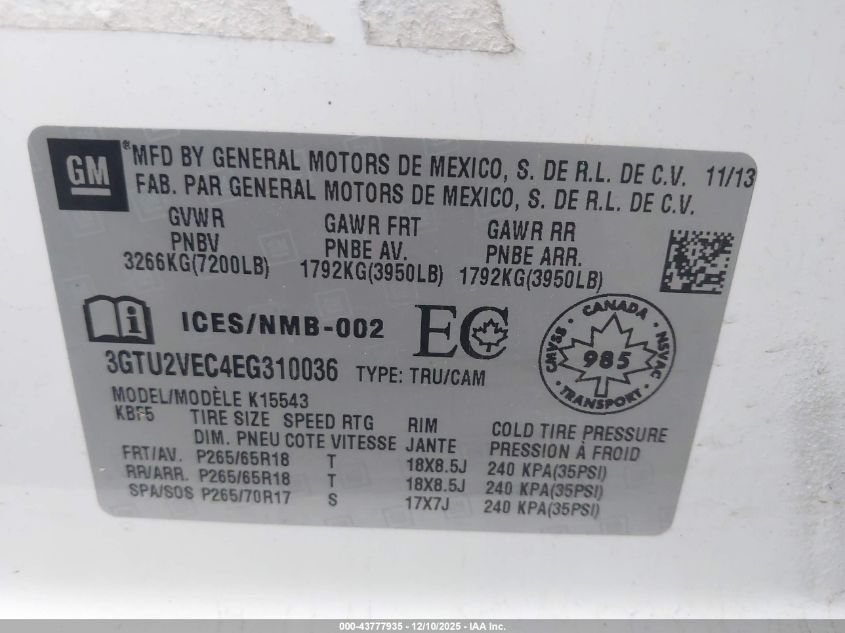 GM
®MFD BY GENERAL MOTORS DE MEXICO, S. DE R.L. DE C.V. 11/13
FAB. PAR GENERAL MOTORS DE MEXICO, S. DE R.L. DE C.V.
GVWR GAWR FRT GAWR RR
PNBV PNBE AV. PNBE ARR.
3266KG(7200LB) 1792KG(3950LB) 1792KG(3950LB)
i ICES/NMB-002 EC
CANADA
CMVSS 985 NSVAC
TRANSPORT
3GTU2VEC4EG310036 TYPE: TRU/CAM
MODEL/MODÈLE K15543
KBF5 TIRE SIZE SPEED RTG RIM COLD TIRE PRESSURE
DIM. PNEU COTE VITESSE JANTE PRESSION À FROID
FRT/AV. P265/65R18 T 18X8.5J 240 KPA(35PSI)
RR/ARR. P265/65R18 T 18X8.5J 240 KPA(35PSI)
SPA/SOS P265/70R17 S 17X7J 240 KPA(35PSI)
000-43777935 - 12/10/2025 - IAA Inc.